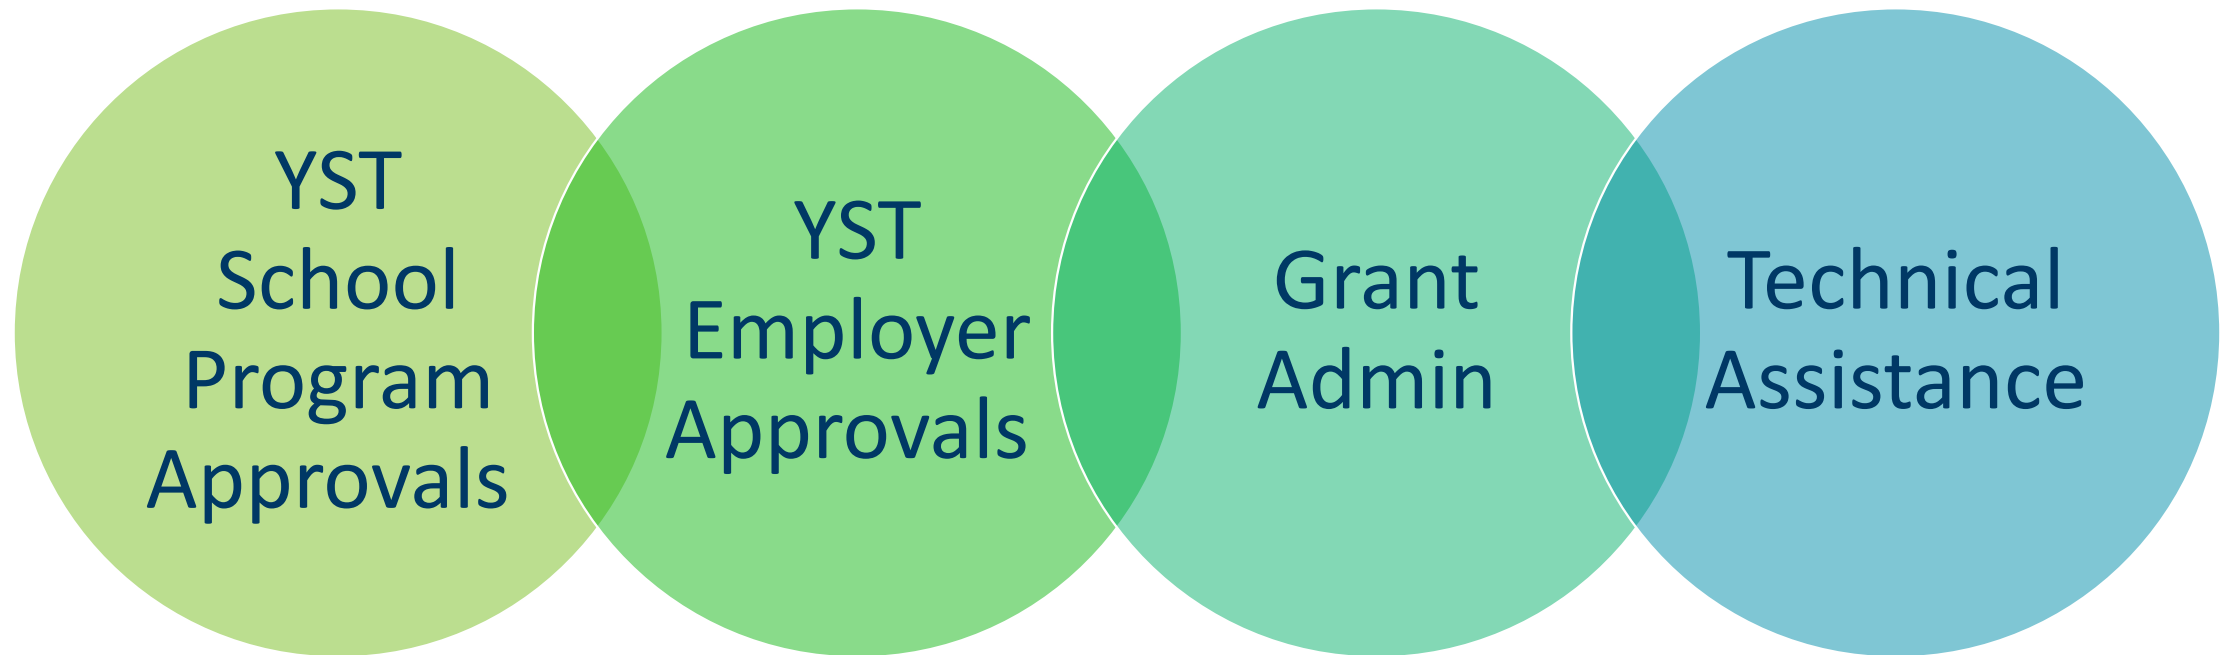 YST
School
Program
Approvals
YST
Employer
Approvals
Grant
Admin
Technical
Assistance